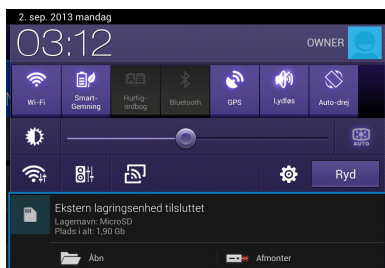 2. sep. 2013 mandag
03:12
OWNER
Wi-Fi
Smart-
Gemning
AB
Hurtig-
ordbog
Bluetooth
GPS
Lydløs
Auto-drej
AUTO
Ryd
Ekstern lagringsenhed tilsluttet
Lagernavn: MicroSD
Plads i alt: 1,90 Gb
Åbn
Afmonter